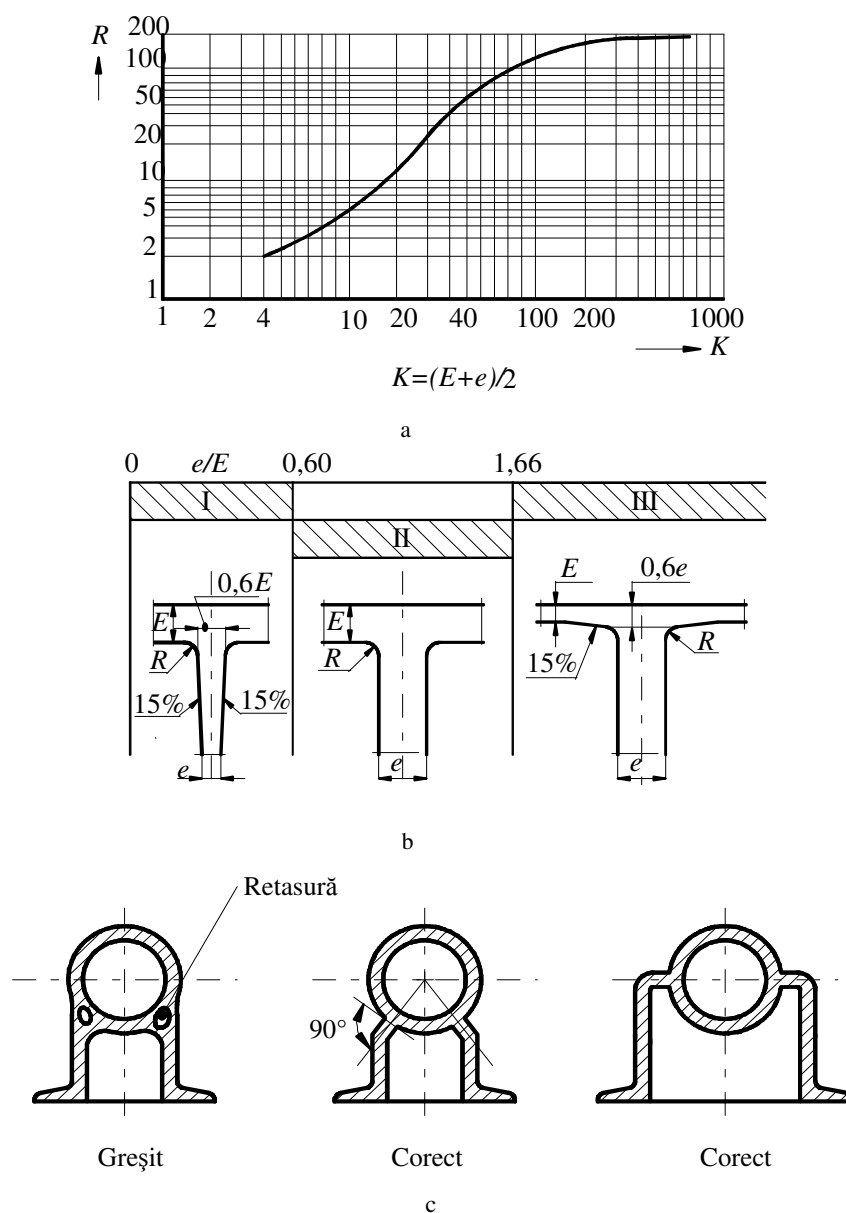 R
200
100
50
20
10
5
2
1
1 2 4 10 20 40 100 200 1000
K
K=(E+e)/2
a
0 e/E 0,60 1,66
I III
II
0,6E E 0,6e
E E
R R R
15% 15% 15%
e e e
b
Retasură
90°
Greşit Corect Corect
c